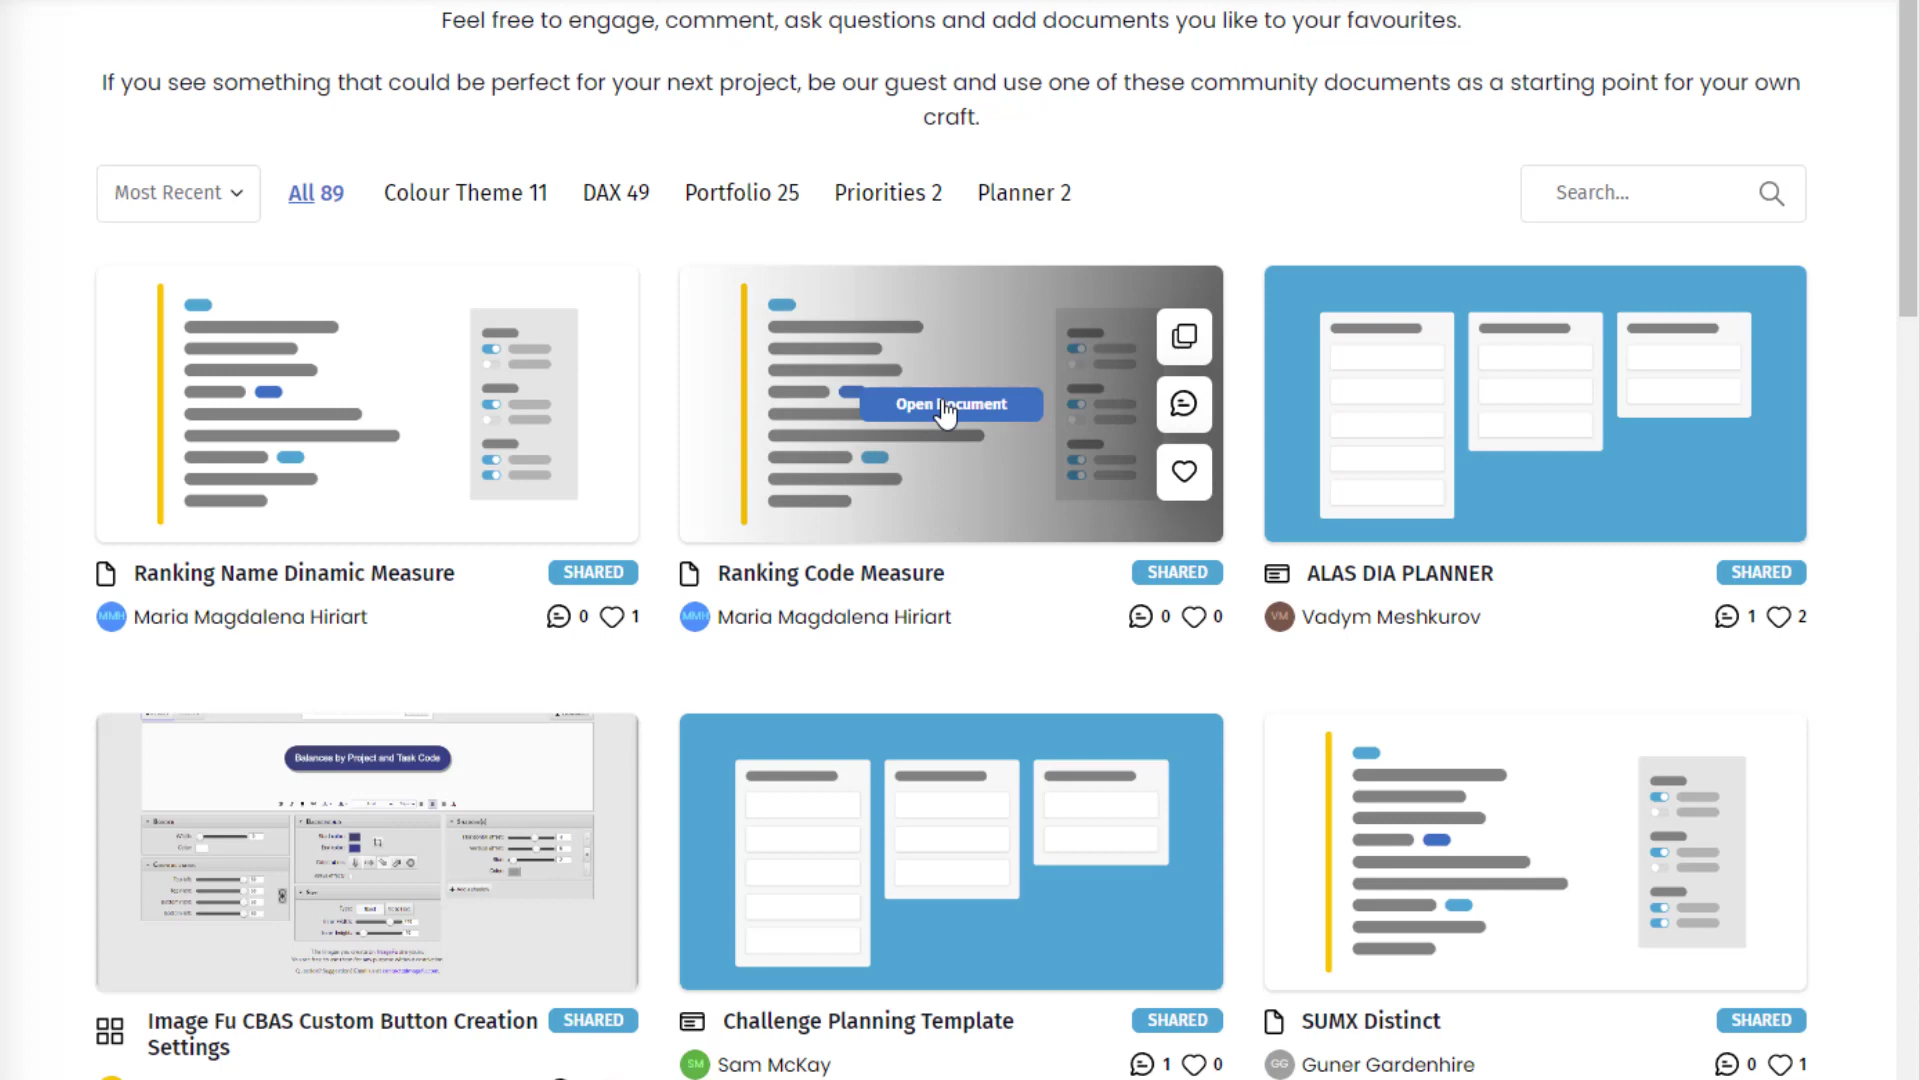 Feel free to engage, comment, ask questions and add documents you like to your favourites.
If you see something that could be perfect for your next project, be our guest and use one of these community documents as a starting point for your own
craft.
Most Recent All 89 Colour Theme 11 DAX 49 Portfolio 25 Priorities 2 Planner 2 Search...
Open Document
Ranking Name Dinamic Measure SHARED
MMH Maria Magdalena Hiriart 0 1
Ranking Code Measure SHARED
MMH Maria Magdalena Hiriart 0 0
ALAS DIA PLANNER SHARED
VM Vadym Meshkurov 1 2
Balances by Project and Task Code
Image Fu CBAS Custom Button Creation SHARED
Settings
Challenge Planning Template SHARED
SM Sam McKay 1 0
SUMX Distinct SHARED
GG Guner Gardenhire 0 1